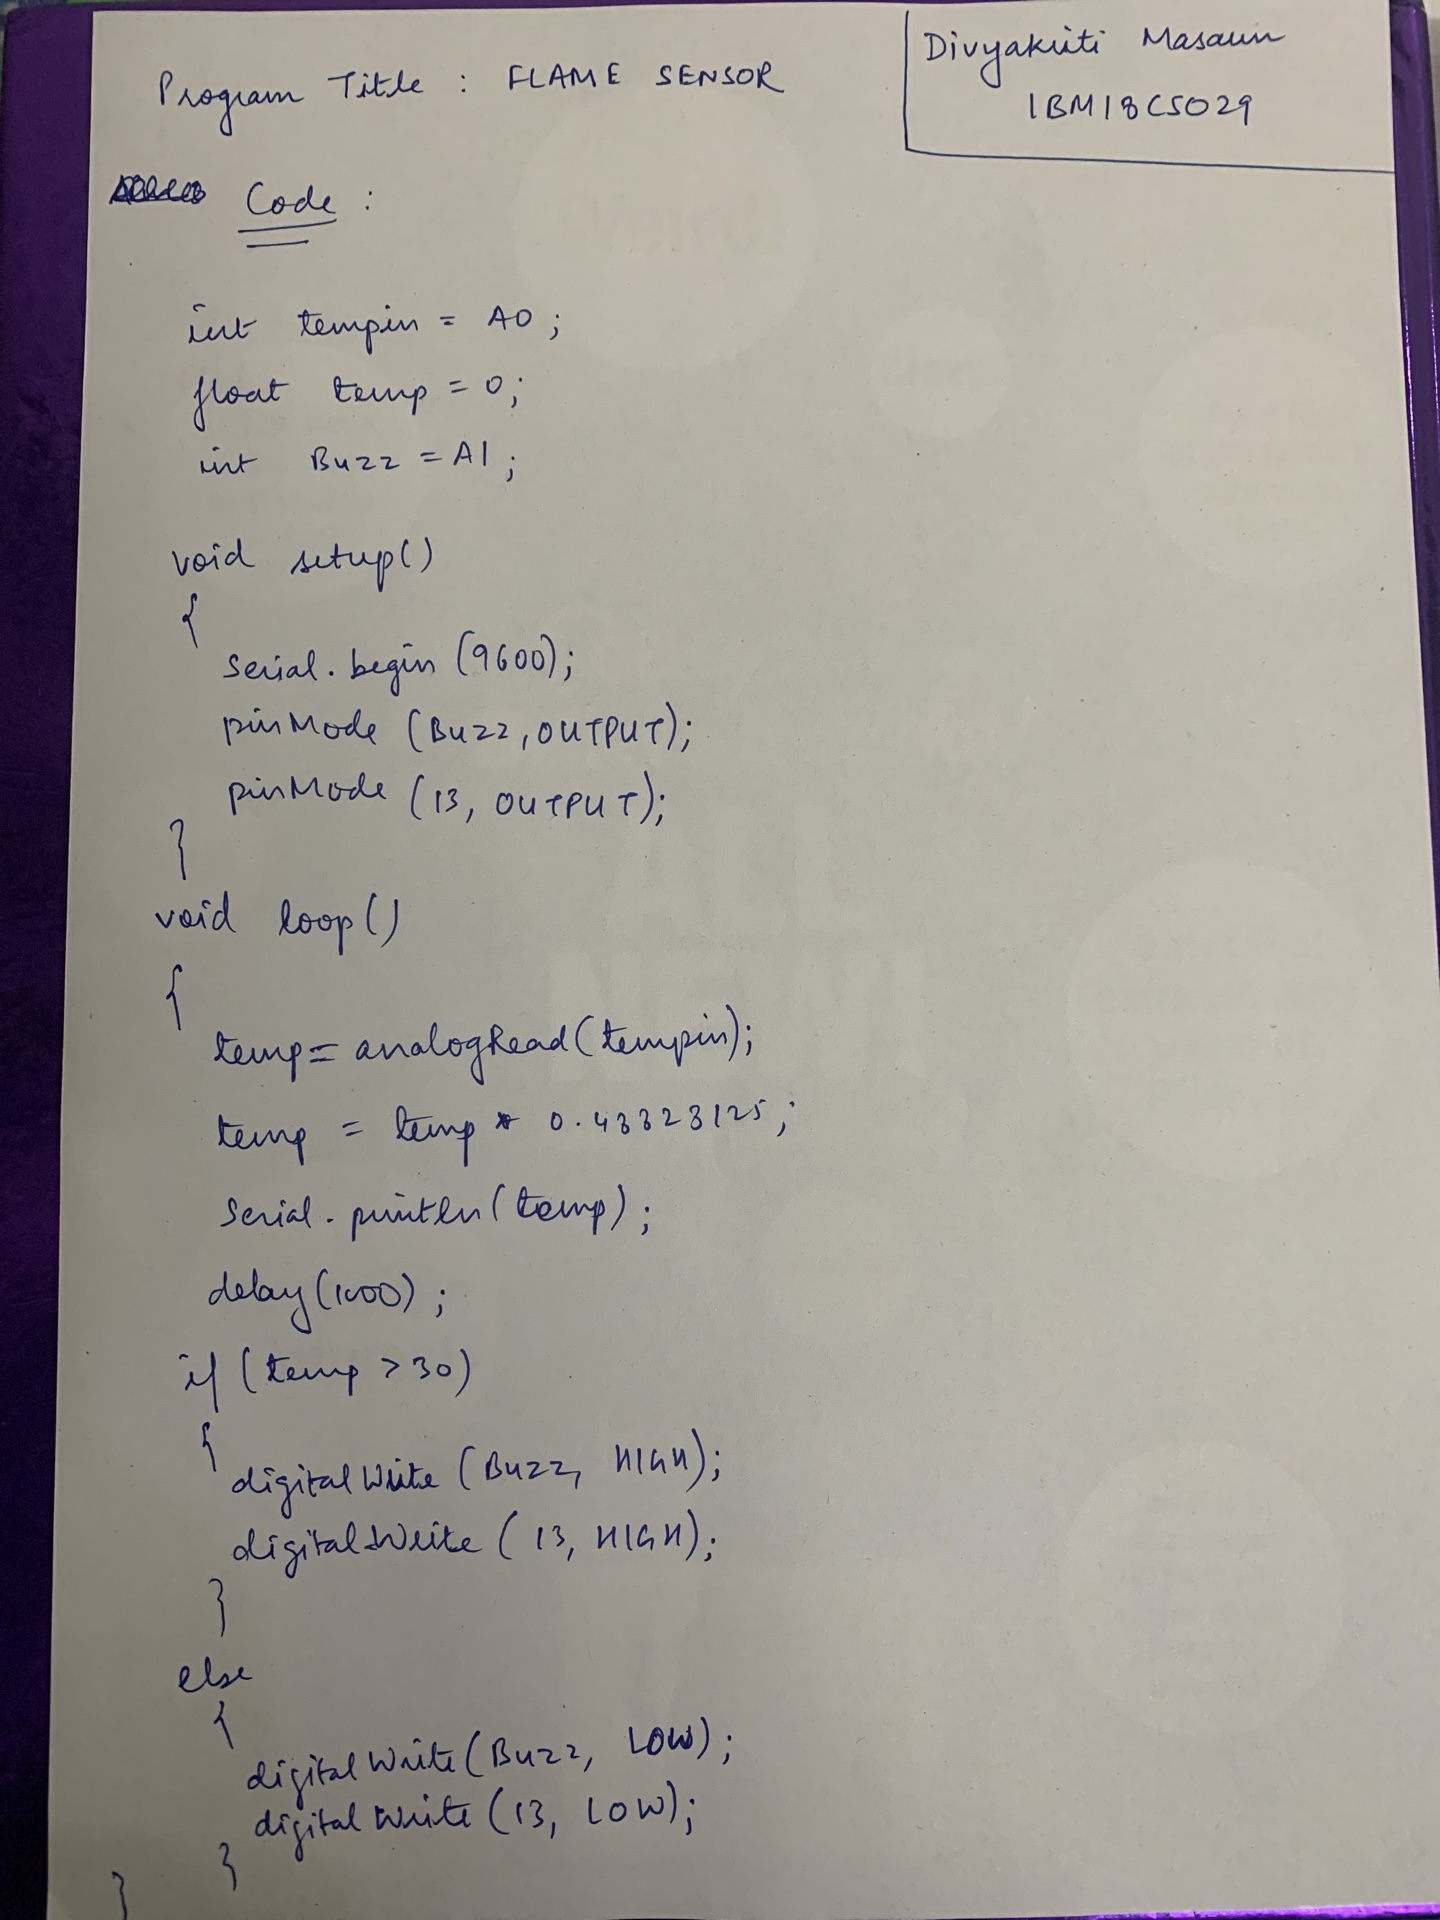 Program Title : FLAME SENSOR
Divyakirti Masaun
1BM18CS029
Code :
int tempin = A0 ;
float temp = 0;
int Buzz = A1 ;
void setup()
{
Serial.begin (9600);
pinMode (Buzz, OUTPUT);
pinMode (13, OUTPUT);
}
void loop()
{
temp = analogRead (tempin);
temp = temp * 0.48828125;
Serial.println (temp) ;
delay (1000) ;
if (temp > 30)
{
digitalWrite (Buzz, HIGH);
digitalWrite (13, HIGH);
}
else
{
digitalWrite (Buzz, LOW) ;
digitalWrite (13, LOW);
}
}